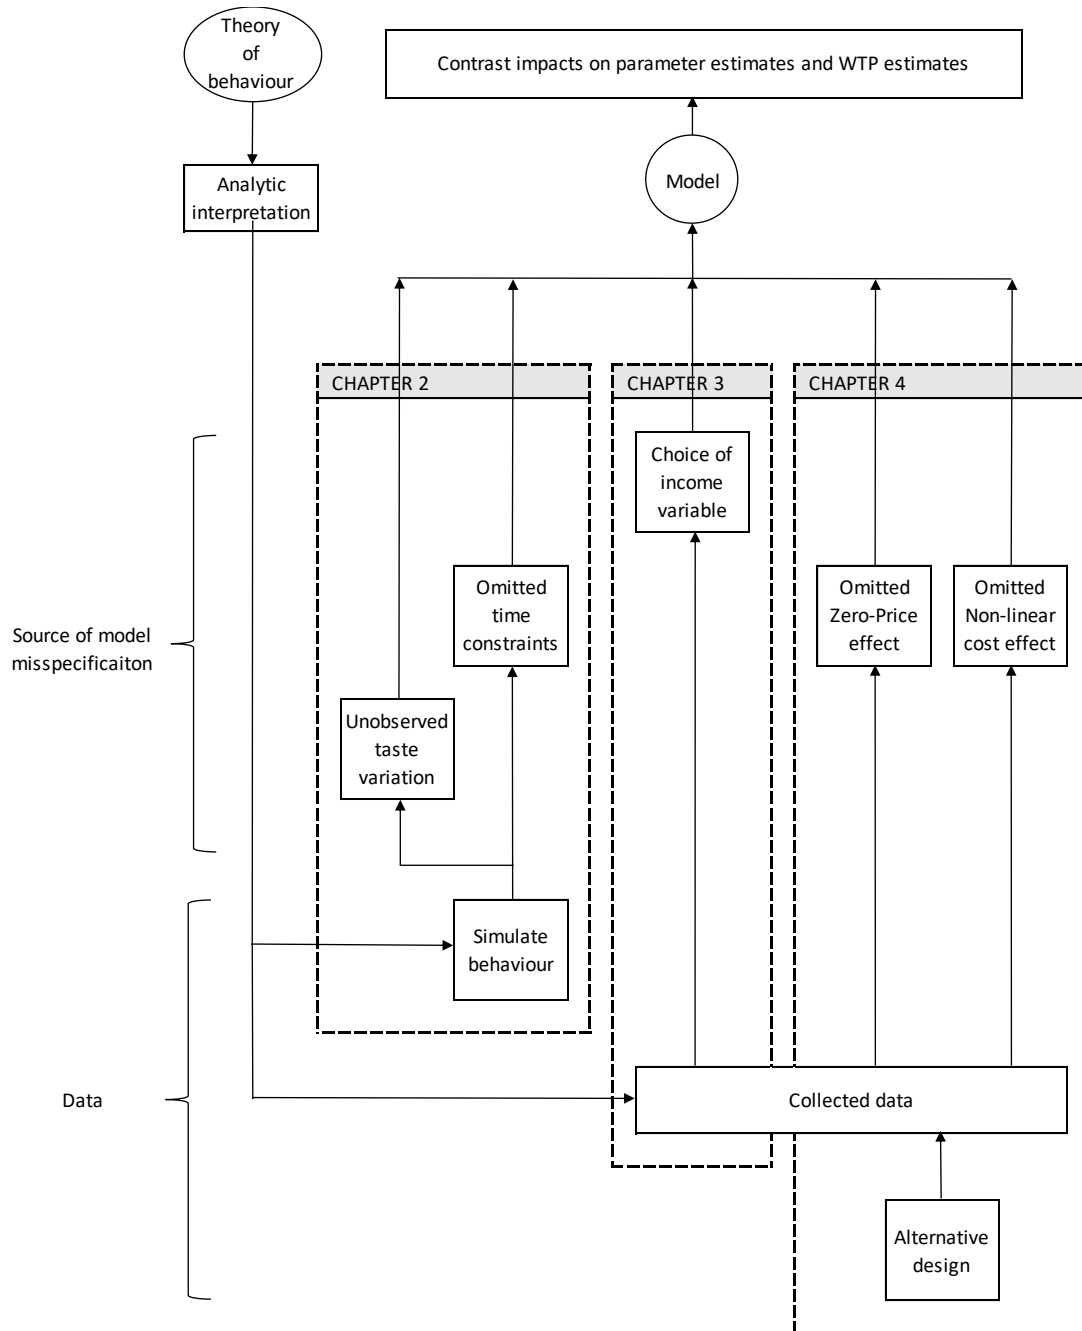 Theory
of
behaviour
Contrast impacts on parameter estimates and WTP estimates
Analytic
interpretation
Model
CHAPTER 2
CHAPTER 3
CHAPTER 4
Choice of
income
variable
Omitted
time
constraints
Omitted
Zero-Price
effect
Omitted
Non-linear
cost effect
Source of model
misspecificaiton
Unobserved
taste
variation
Simulate
behaviour
Data
Collected data
Alternative
design